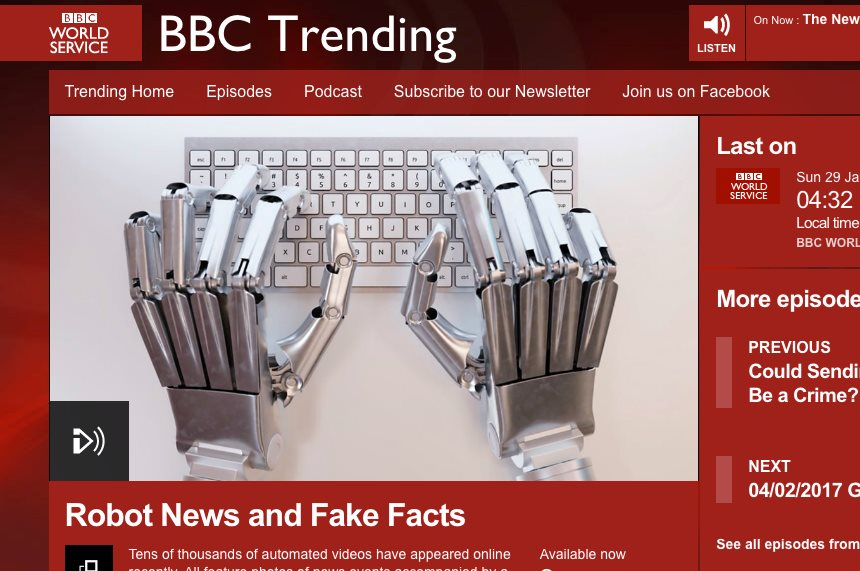 BBC
WORLD
SERVICE
BBC Trending
LISTEN
On Now : The New
Trending Home Episodes Podcast Subscribe to our Newsletter Join us on Facebook
Last on
BBC
WORLD
SERVICE
Sun 29 Ja
04:32
Local time
BBC WORL
More episode
PREVIOUS
Could Sendi
Be a Crime?
NEXT
04/02/2017 G
See all episodes from
Robot News and Fake Facts
Tens of thousands of automated videos have appeared online
recently. All feature photos of news events accompanied by a
Available now